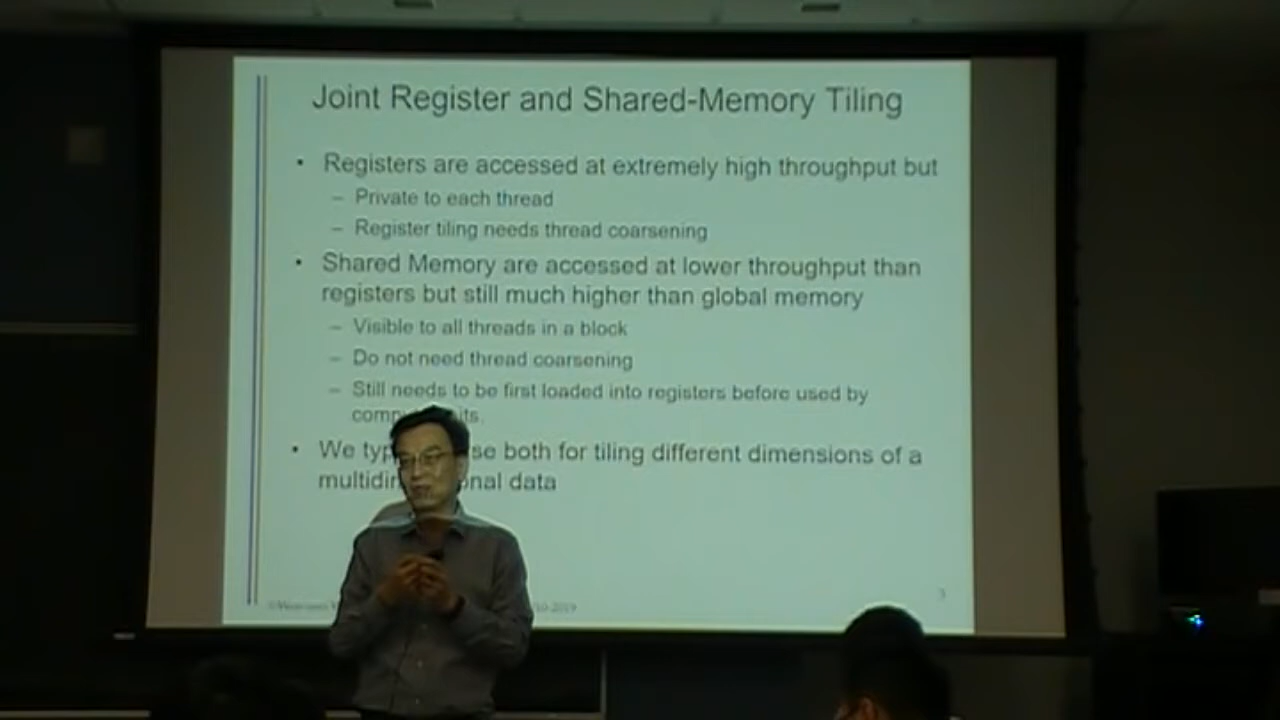 Joint Register and Shared-Memory Tiling
• Registers are accessed at extremely high throughput but
– Private to each thread
– Register tiling needs thread coarsening
• Shared Memory are accessed at lower throughput than
registers but still much higher than global memory
– Visible to all threads in a block
– Do not need thread coarsening
– Still needs to be first loaded into registers before used by
• We both for tiling different dimensions of a
data
3